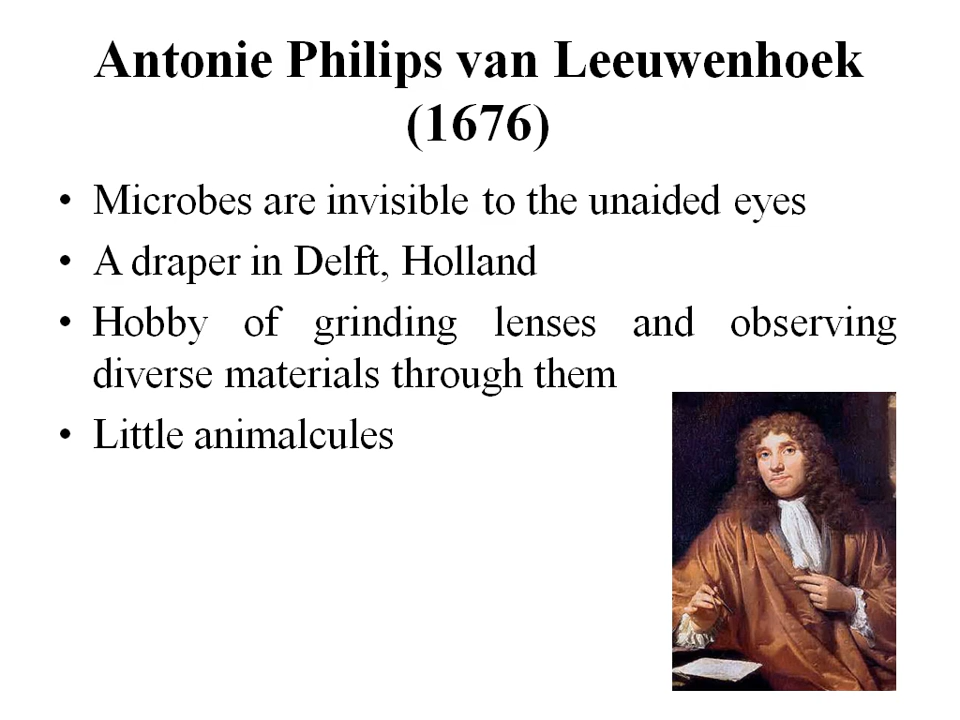 Antonie Philips van Leeuwenhoek
(1676)
• Microbes are invisible to the unaided eyes
• A draper in Delft, Holland
• Hobby of grinding lenses and observing
diverse materials through them
• Little animalcules